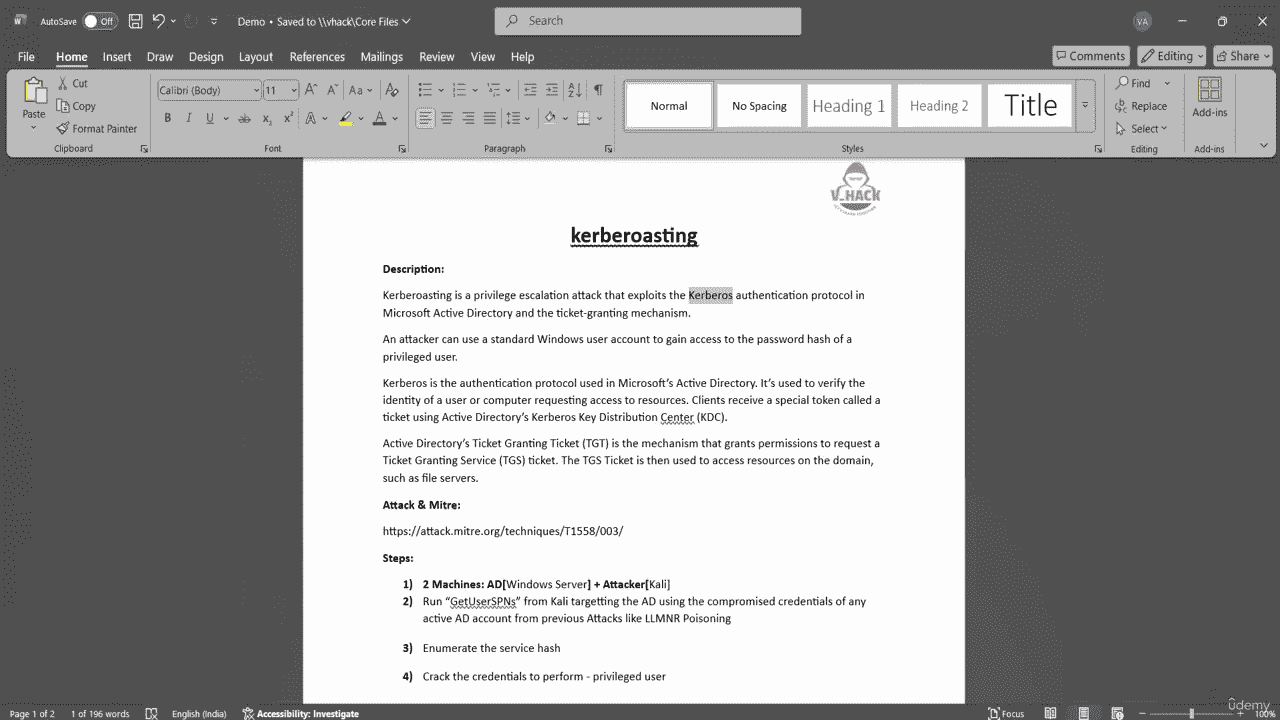 AutoSave Off Demo • Saved to \\vhack\Core Files Search VA
File Home Insert Draw Design Layout References Mailings Review View Help Comments Editing Share
Paste Cut Copy Format Painter Clipboard
Calibri (Body) 11 Font
Paragraph
Normal No Spacing Heading 1 Heading 2 Title Styles
Find Replace Select Editing
Add-ins Add-ins
V_HACK
kerberoasting
Description:
Kerberoasting is a privilege escalation attack that exploits the Kerberos authentication protocol in
Microsoft Active Directory and the ticket-granting mechanism.
An attacker can use a standard Windows user account to gain access to the password hash of a
privileged user.
Kerberos is the authentication protocol used in Microsoft’s Active Directory. It’s used to verify the
identity of a user or computer requesting access to resources. Clients receive a special token called a
ticket using Active Directory’s Kerberos Key Distribution Center (KDC).
Active Directory’s Ticket Granting Ticket (TGT) is the mechanism that grants permissions to request a
Ticket Granting Service (TGS) ticket. The TGS Ticket is then used to access resources on the domain,
such as file servers.
Attack & Mitre:
https://attack.mitre.org/techniques/T1558/003/
Steps:
1) 2 Machines: AD[Windows Server] + Attacker[Kali]
2) Run “GetUserSPNs” from Kali targetting the AD using the compromised credentials of any
active AD account from previous Attacks like LLMNR Poisoning
3) Enumerate the service hash
4) Crack the credentials to perform - privileged user
Page 1 of 2 1 of 196 words English (India) Accessibility: Investigate Focus 100%
Udemy